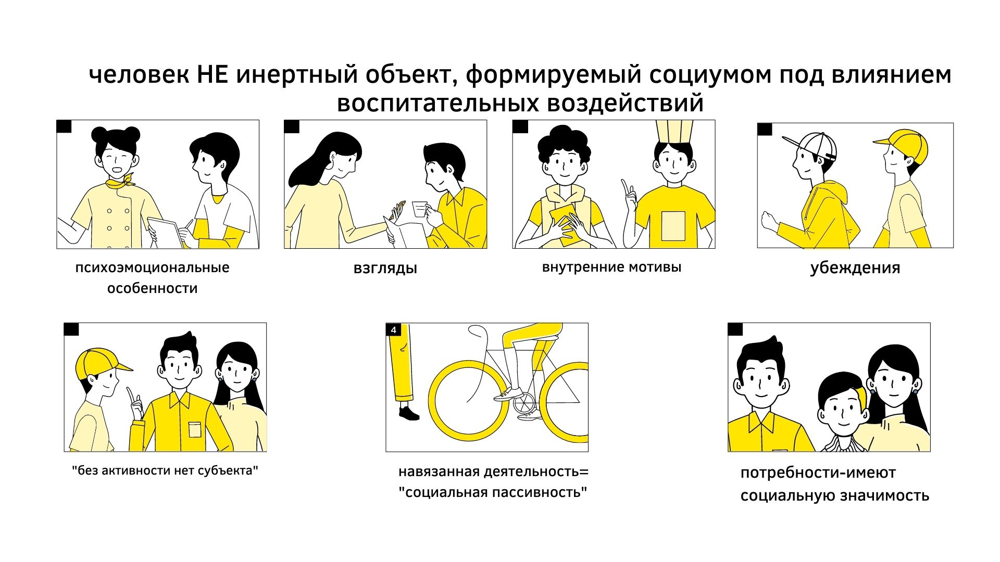 человек НЕ инертный объект, формируемый социумом под влиянием
воспитательных воздействий
психоэмоциональные
особенности
взгляды
внутренние мотивы
убеждения
"без активности нет субъекта"
4
навязанная деятельность=
"социальная пассивность"
потребности-имеют
социальную значимость